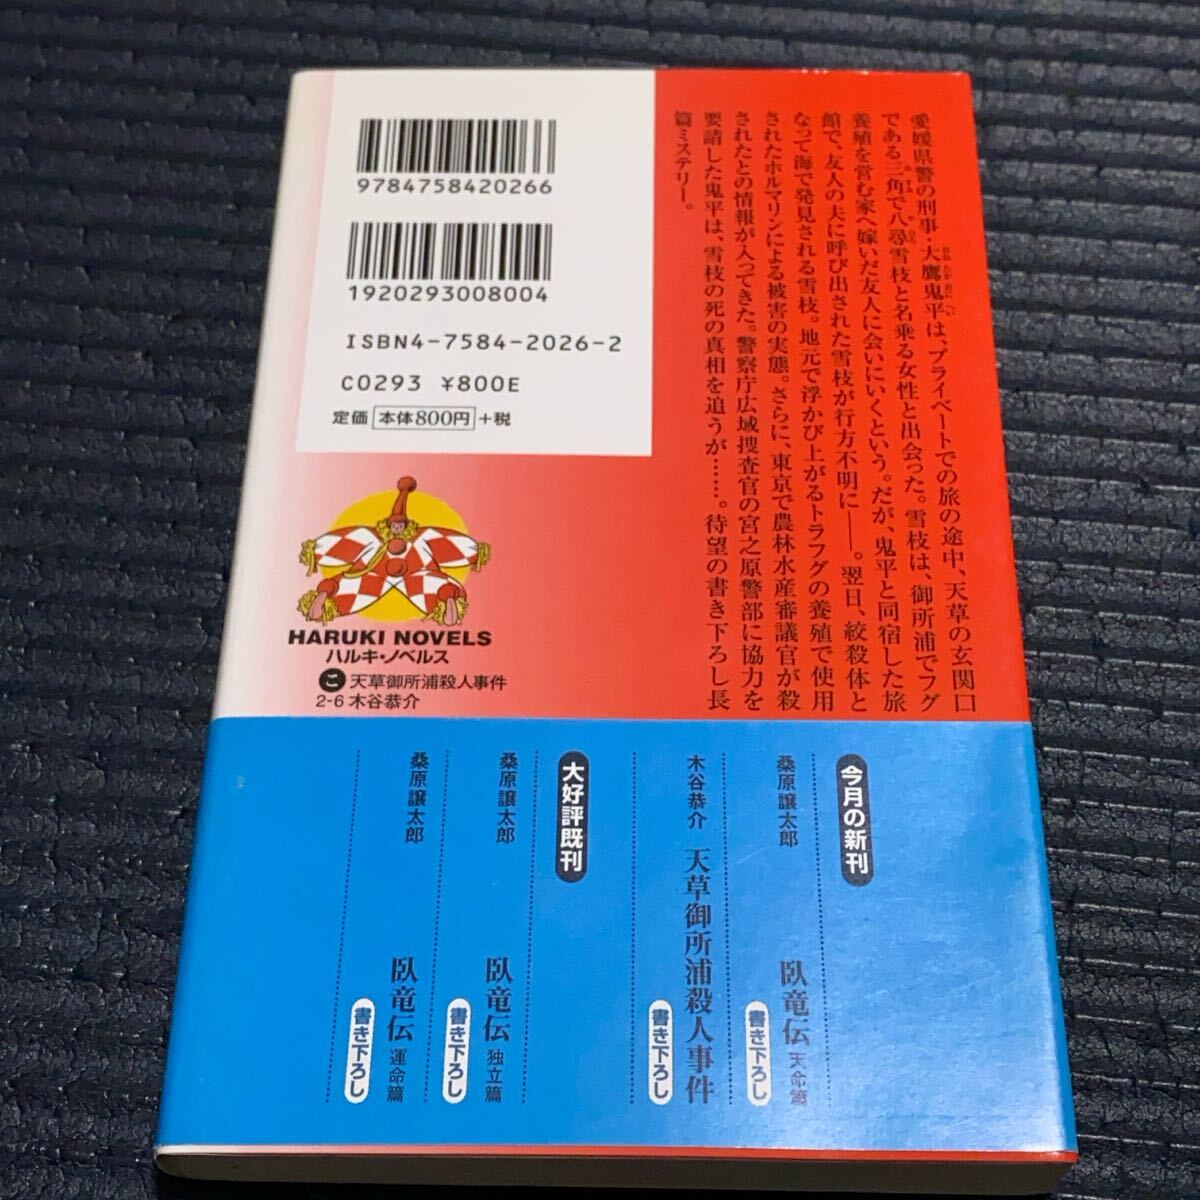 愛媛県警の刑事・大鷹鬼平は、プライベートでの旅の途中、天草の玄関口
である三角で八尋雪枝と名乗る女性と出会った。雪枝は、御所浦でフグ
養殖を営む家へ嫁いだ友人に会いにいくという。だが、鬼平と同宿した旅
館で、友人の夫に呼び出された雪枝が行方不明に――。翌日、絞殺体と
なって海で発見される雪枝。地元で浮かび上がるトラフグの養殖で使用
されたホルマリンによる被害の実態。さらに、東京で農林水産審議官が殺
されたとの情報が入ってきた。警察庁広域捜査官の宮之原警部に協力を
要請した鬼平は、雪枝の死の真相を追うが……。待望の書き下ろし長
篇ミステリー。
9784758420266
1920293008004
ISBN4-7584-2026-2
C0293 ¥800E
定価 本体800円 +税
HARUKI NOVELS
ハルキ・ノベルス
こ 天草御所浦殺人事件
2-6 木谷恭介
今月の新刊
桑原譲太郎 臥竜伝 天命篇 書き下ろし
木谷恭介 天草御所浦殺人事件 書き下ろし
大好評既刊
桑原譲太郎 臥竜伝 独立篇 書き下ろし
桑原譲太郎 臥竜伝 運命篇 書き下ろし